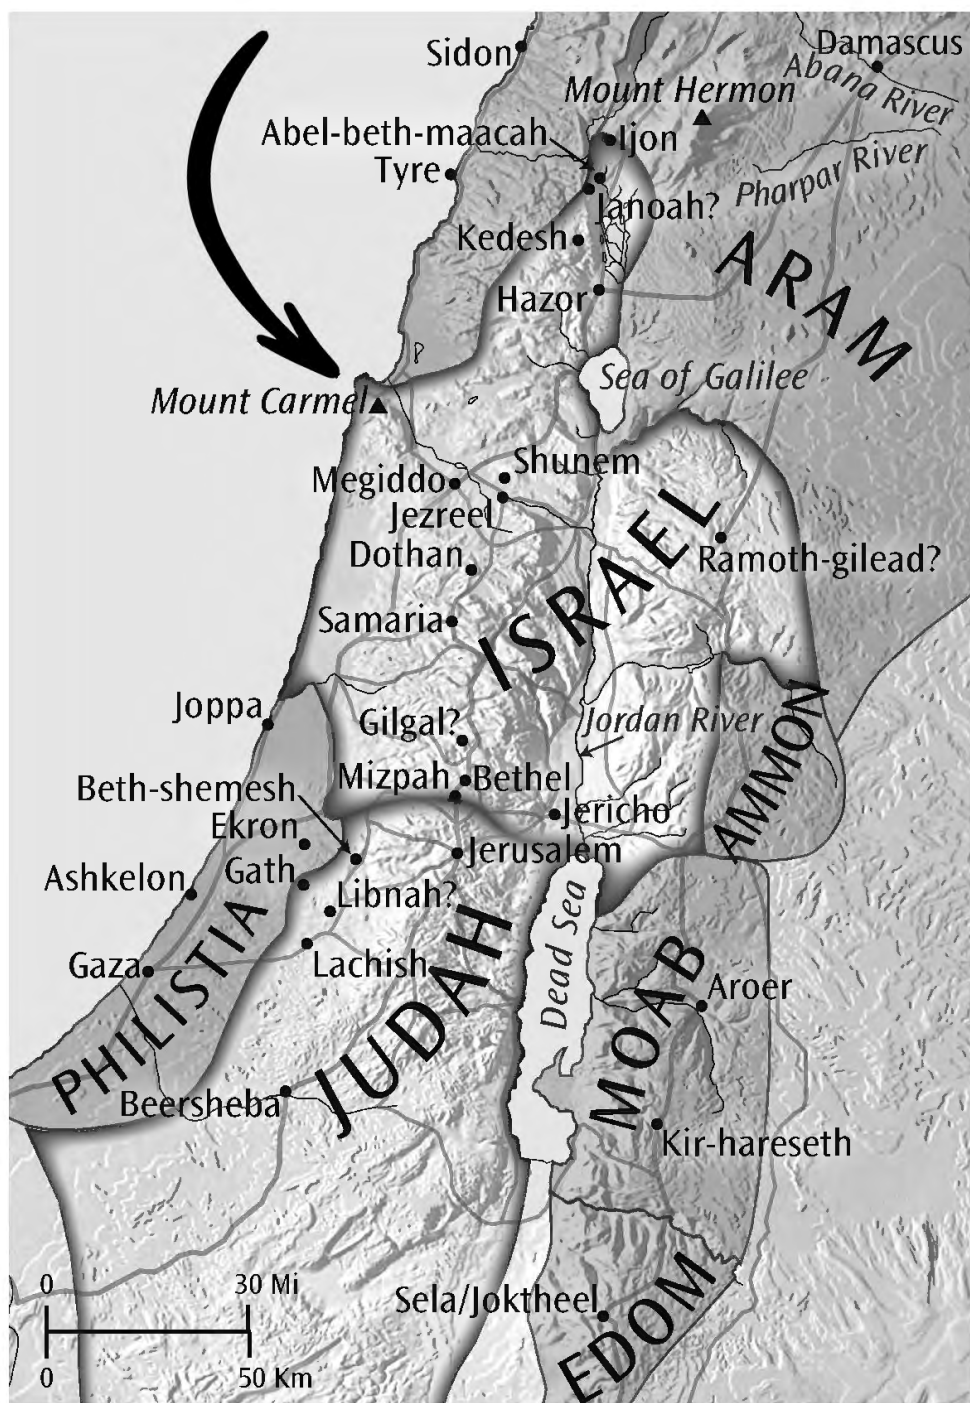 Sidon
Damascus
Abana River
Mount Hermon
Abel-beth-maacah
Ijon
Tyre
Pharpar River
Janoah?
Kedesh
ARAM
Hazor
Sea of Galilee
Mount Carmel
Shunem
Megiddo
Jezreel
ISRAEL
Dothan
Ramoth-gilead?
Samaria
Joppa
Gilgal?
Jordan River
AMMON
Mizpah
Bethel
Beth-shemesh
Jericho
Ekron
Jerusalem
Gath
Ashkelon
Libnah?
Dead Sea
PHILISTIA
JUDAH
Gaza
Lachish
MOAB
Aroer
Beersheba
Kir-hareseth
0
30 Mi
Sela/Joktheel
EDOM
0
50 Km